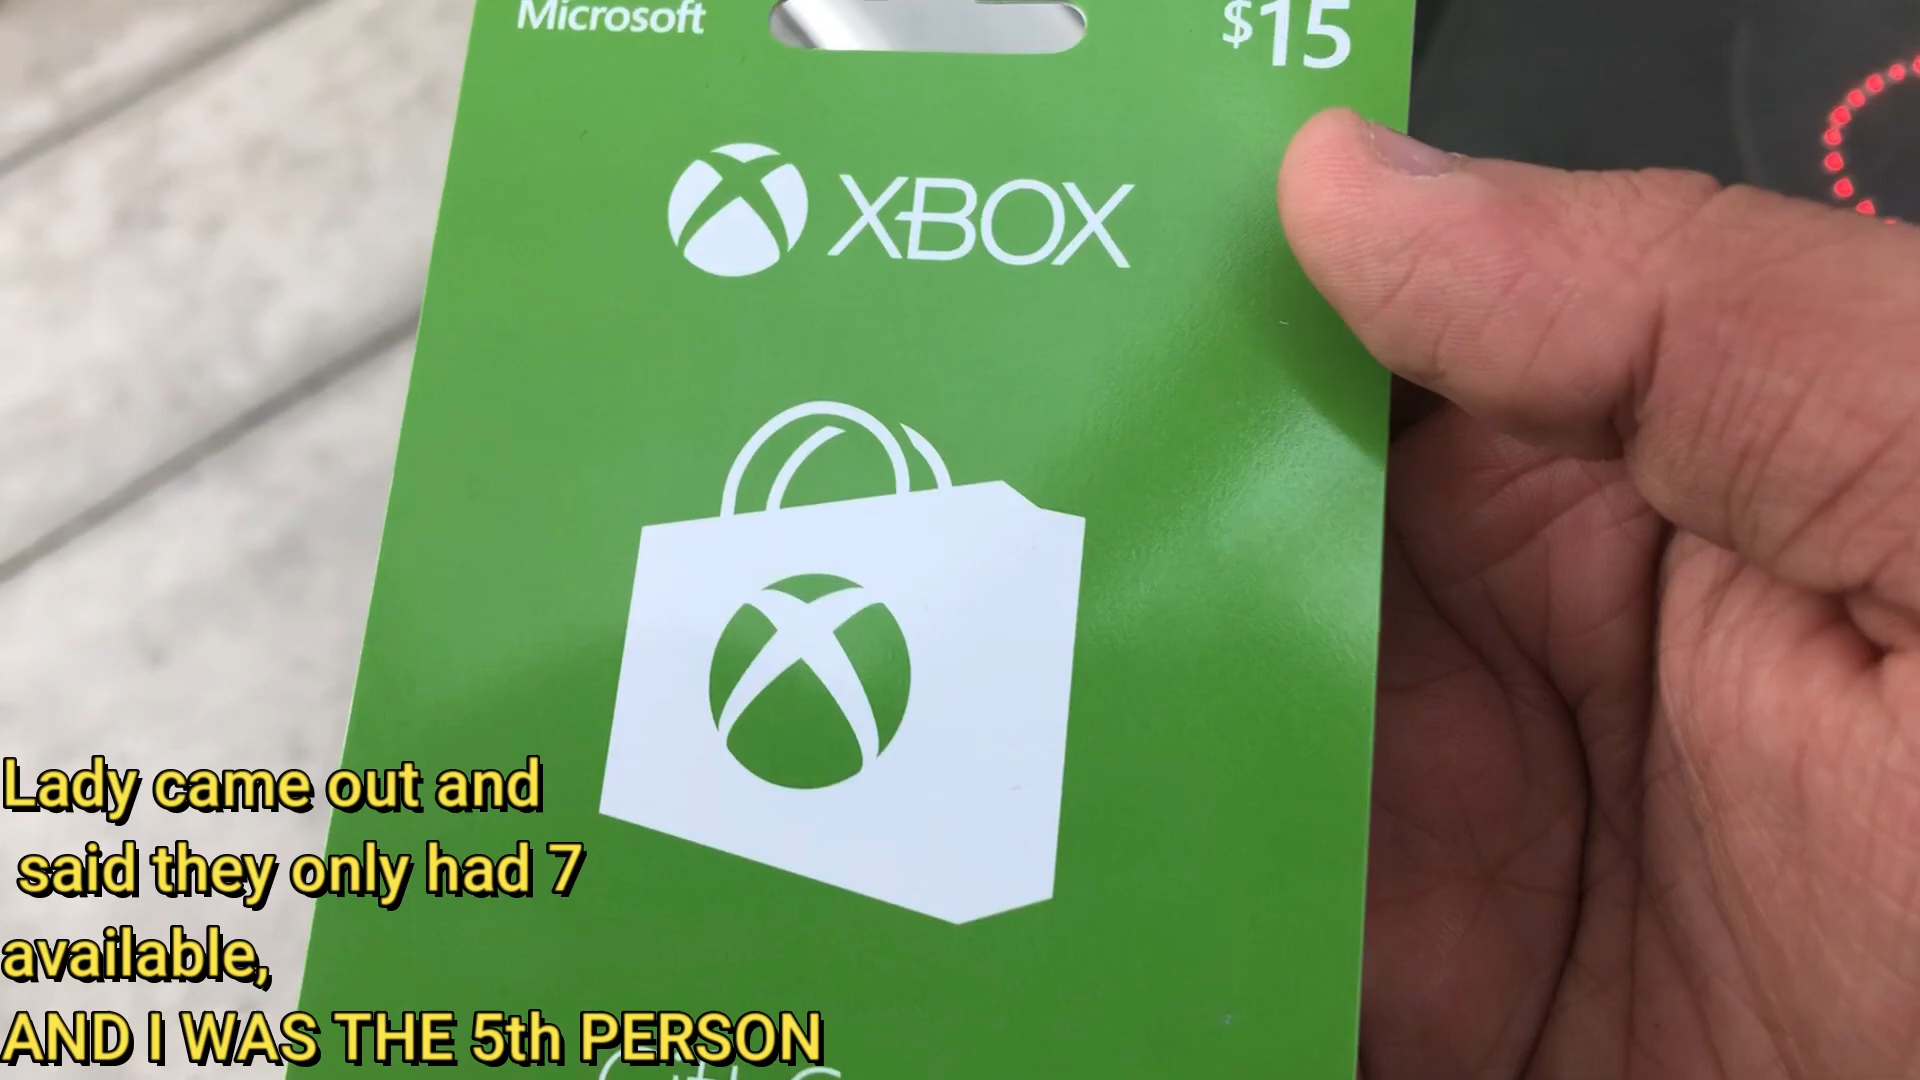 Microsoft
$15
XBOX
Lady came out and
said they only had 7
available,
AND I WAS THE 5th PERSON